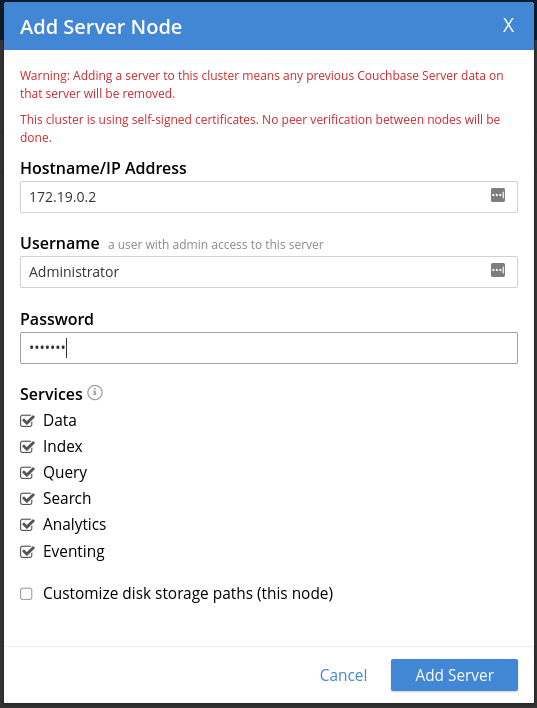 Add Server Node X
Warning: Adding a server to this cluster means any previous Couchbase Server data on
that server will be removed.
This cluster is using self-signed certificates. No peer verification between nodes will be
done.
Hostname/IP Address
172.19.0.2
Username a user with admin access to this server
Administrator
Password
•••••••
Services
Data
Index
Query
Search
Analytics
Eventing
Customize disk storage paths (this node)
Cancel Add Server